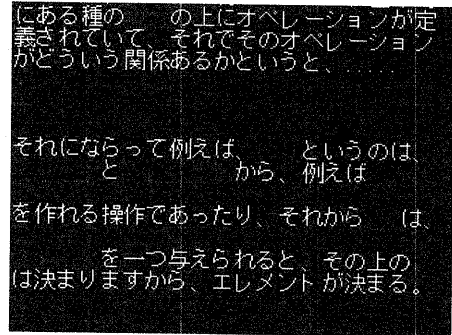 にある種の　　の上にオペレーションが定
義されていて、それでそのオペレーション
がどういう関係あるかというと、.....
それにならって例えば、　　というのは、
と　　　　　から、例えば
を作れる操作であったり、それから　　は、
を一つ与えられると、その上の
は決まりますから、エレメントが決まる。